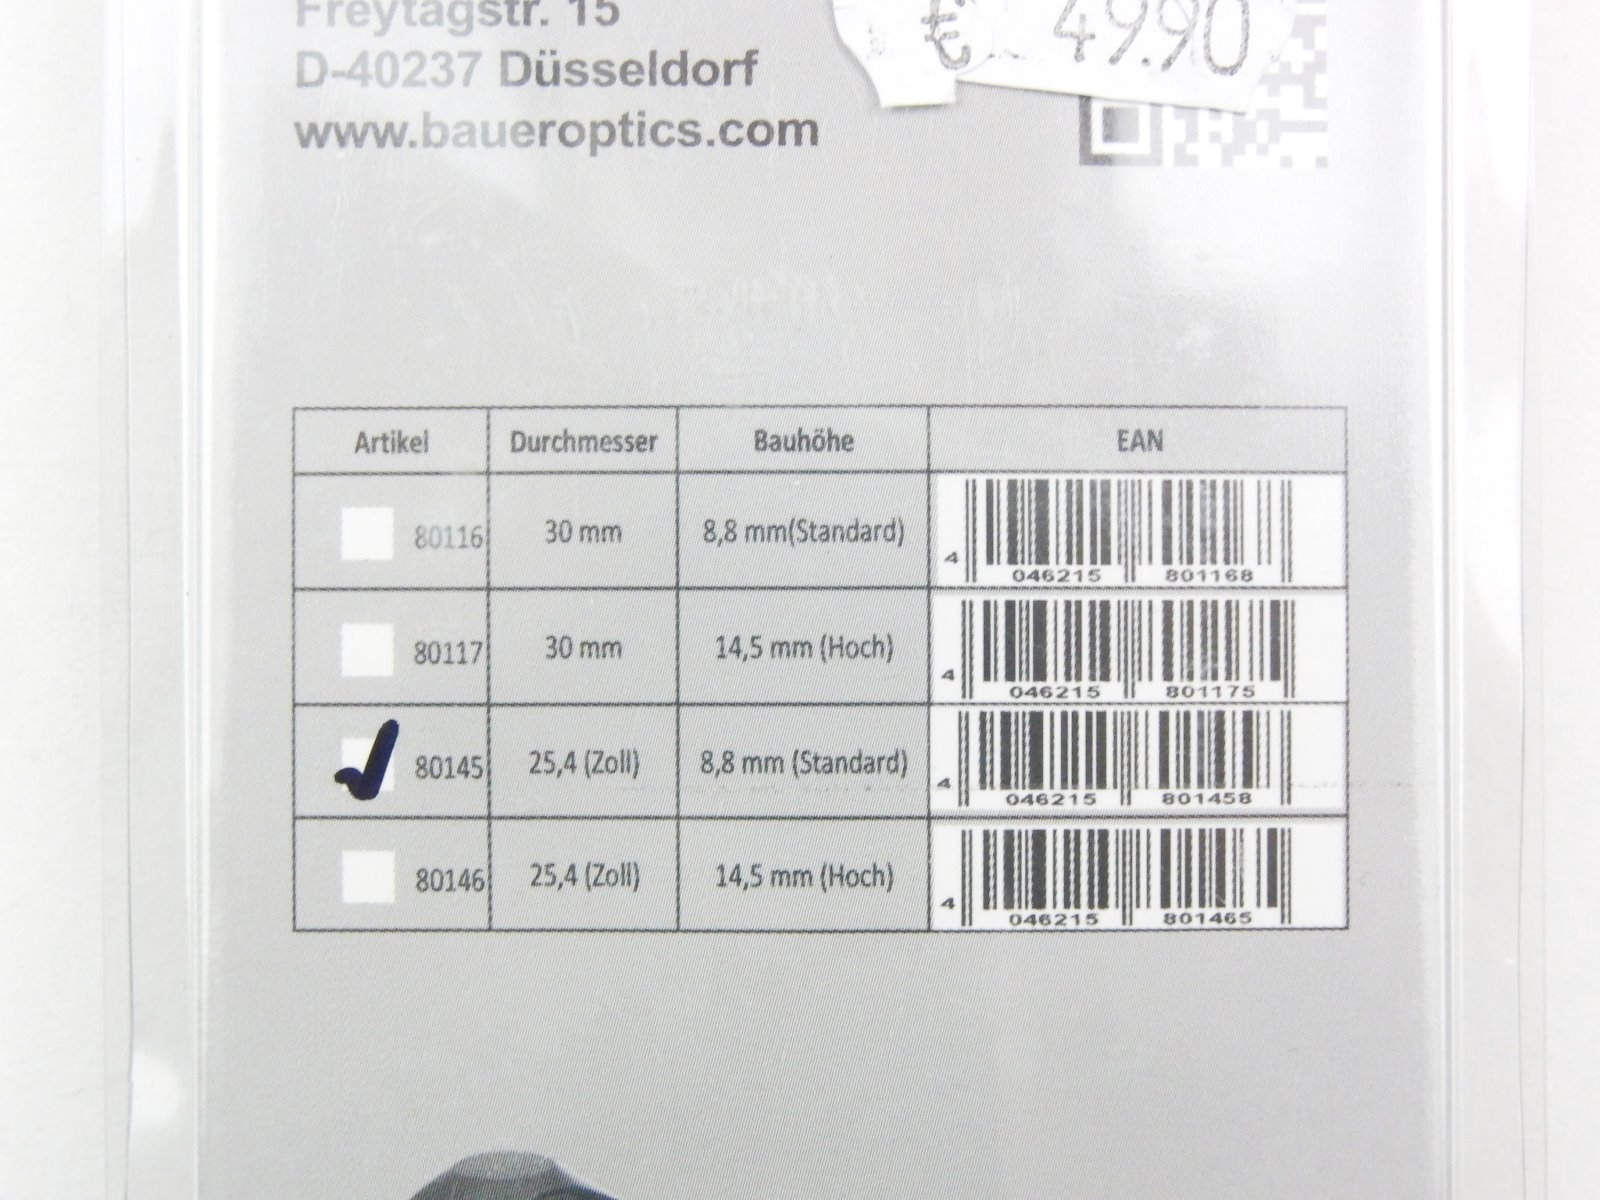 Freytagstr. 15
€ 49.90
D-40237 Düsseldorf
www.baueroptics.com
Artikel Durchmesser Bauhöhe EAN
80116 30 mm 8,8 mm(Standard) 4 046215 801168
80117 30 mm 14,5 mm (Hoch) 4 046215 801175
80145 25,4 (Zoll) 8,8 mm (Standard) 4 046215 801458
80146 25,4 (Zoll) 14,5 mm (Hoch) 4 046215 801465